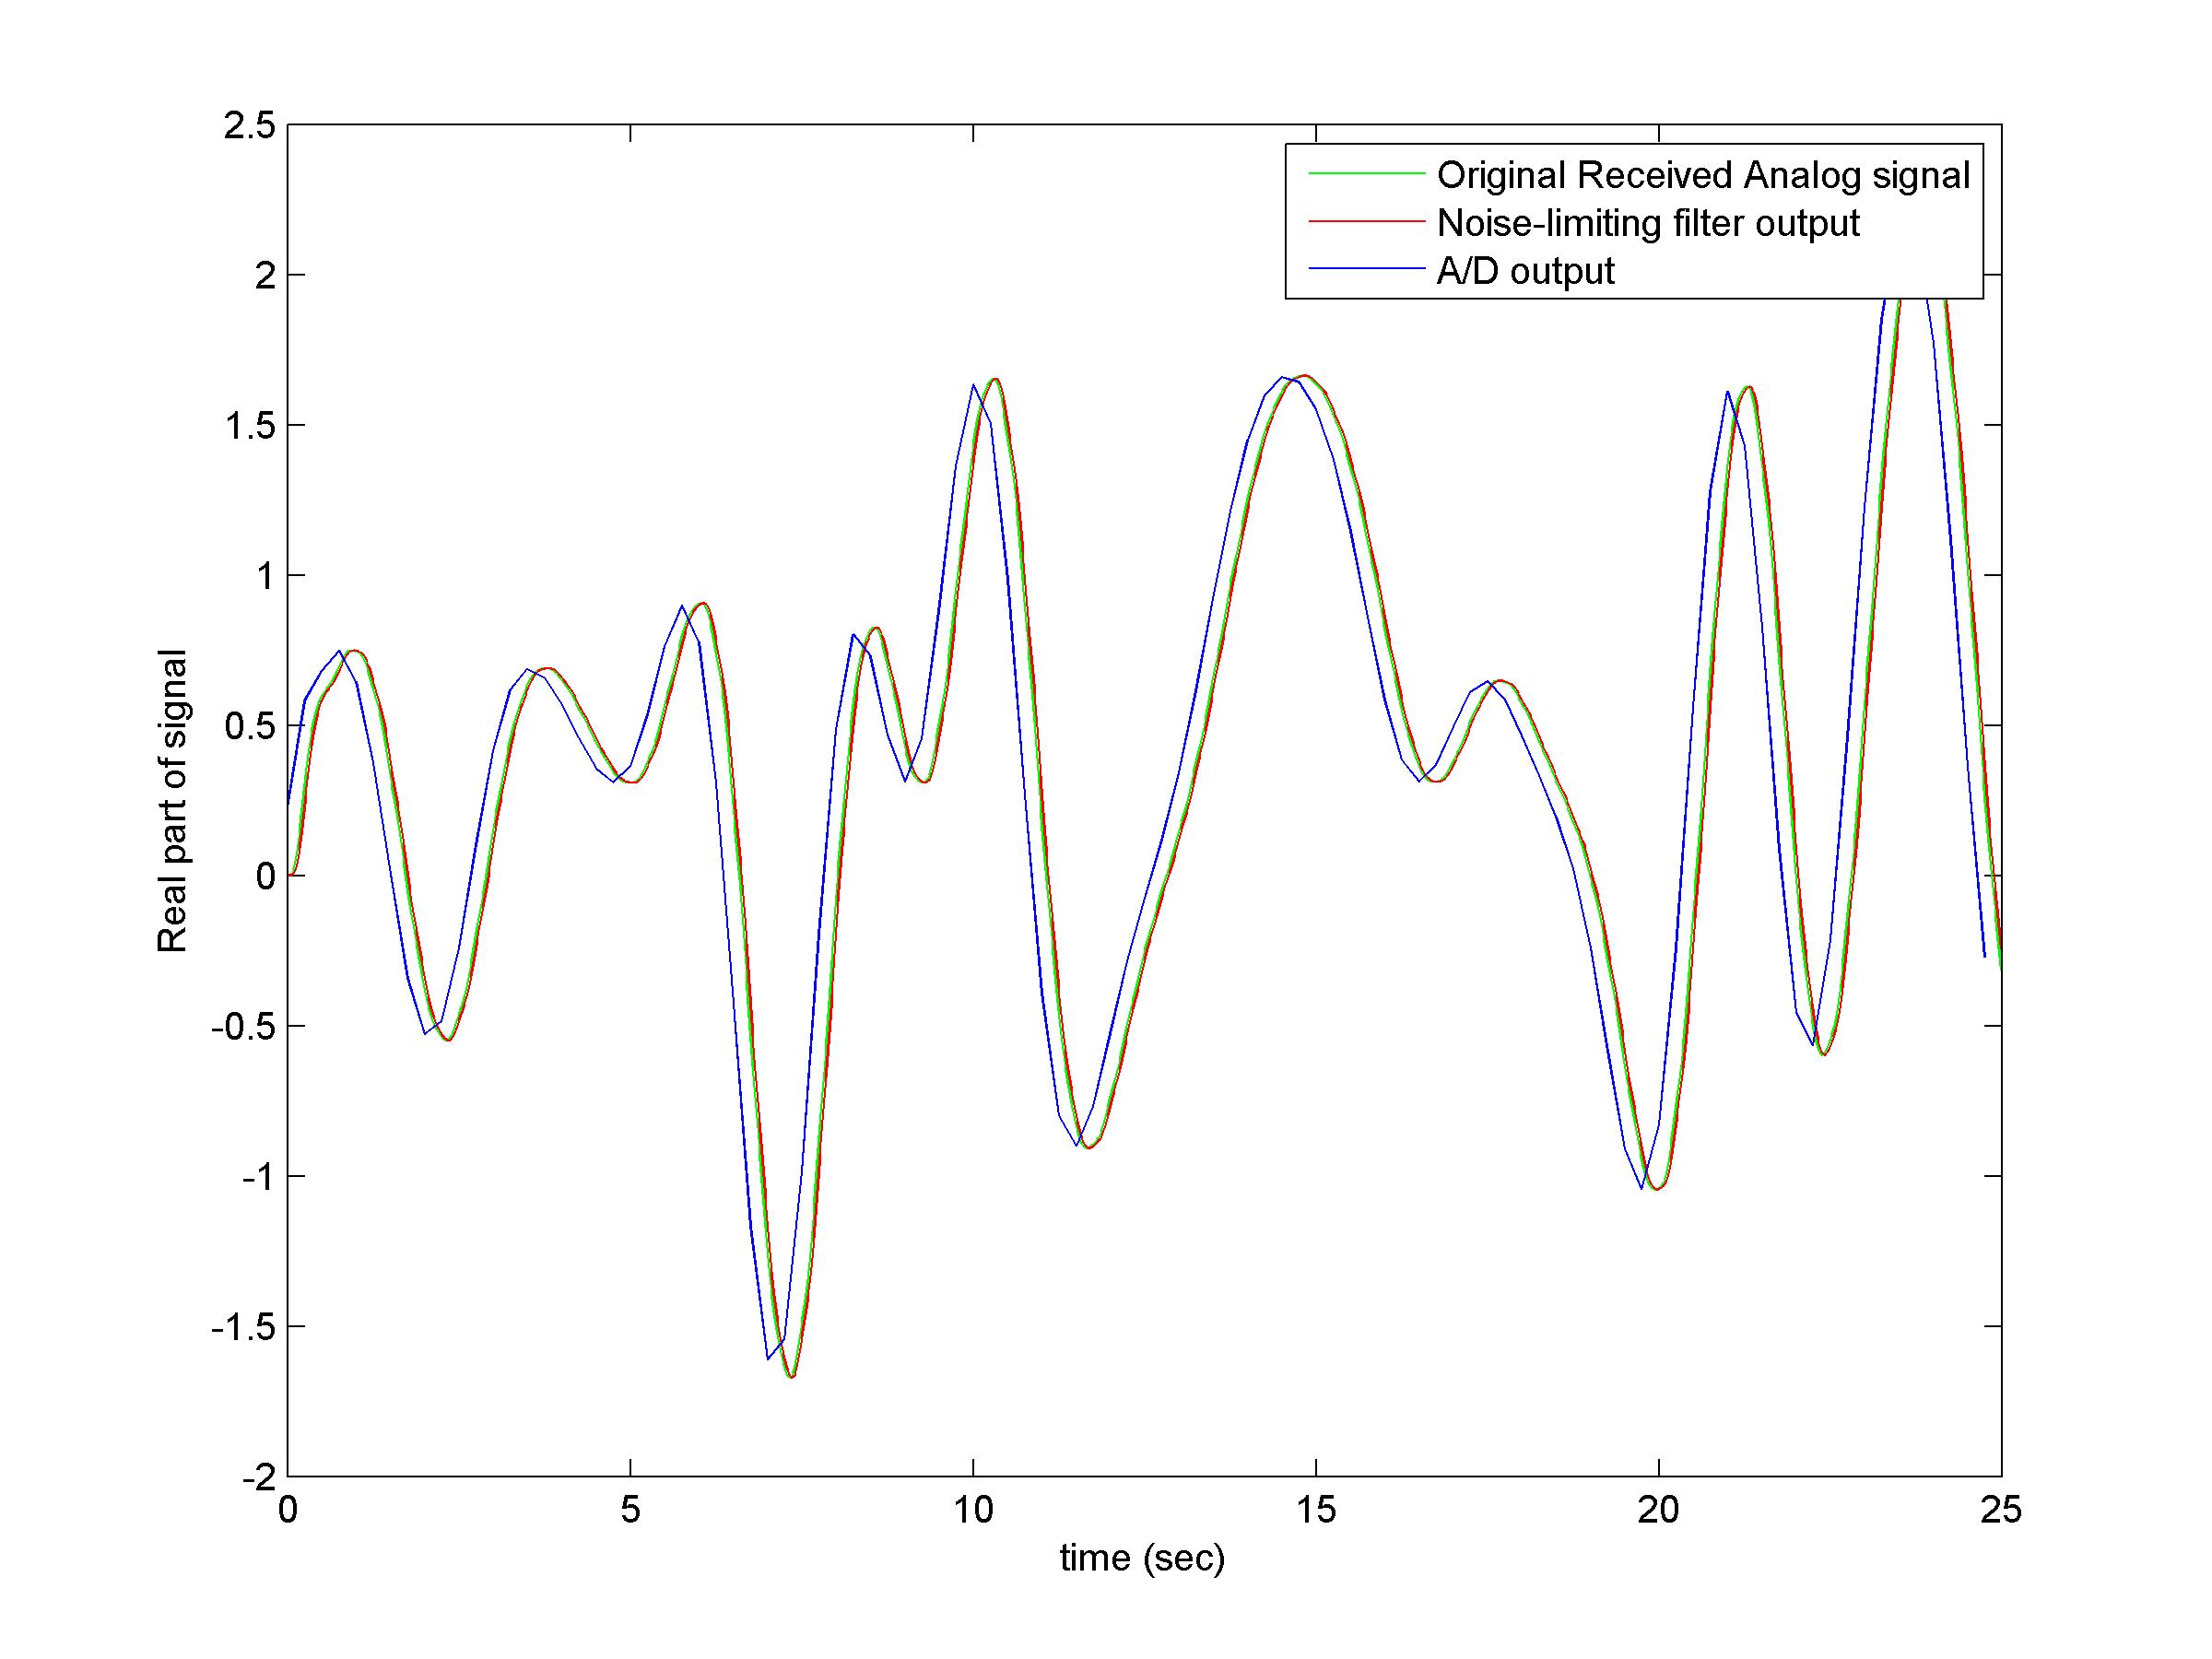 2.5
2
1.5
1
0.5
0
-0.5
-1
-1.5
-2
Real part of signal
Original Received Analog signal
Noise-limiting filter output
A/D output
0 5 10 15 20 25
time (sec)